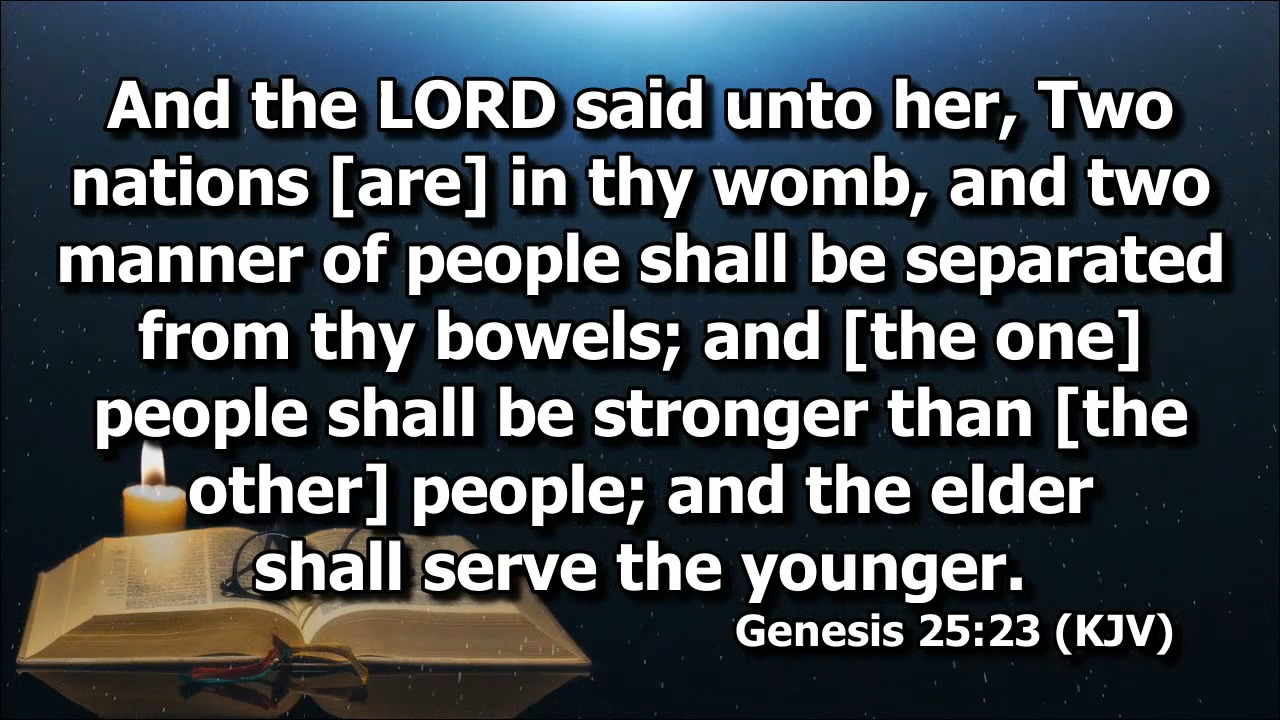 And the LORD said unto her, Two
nations [are] in thy womb, and two
manner of people shall be separated
from thy bowels; and [the one]
people shall be stronger than [the
other] people; and the elder
shall serve the younger.
Genesis 25:23 (KJV)